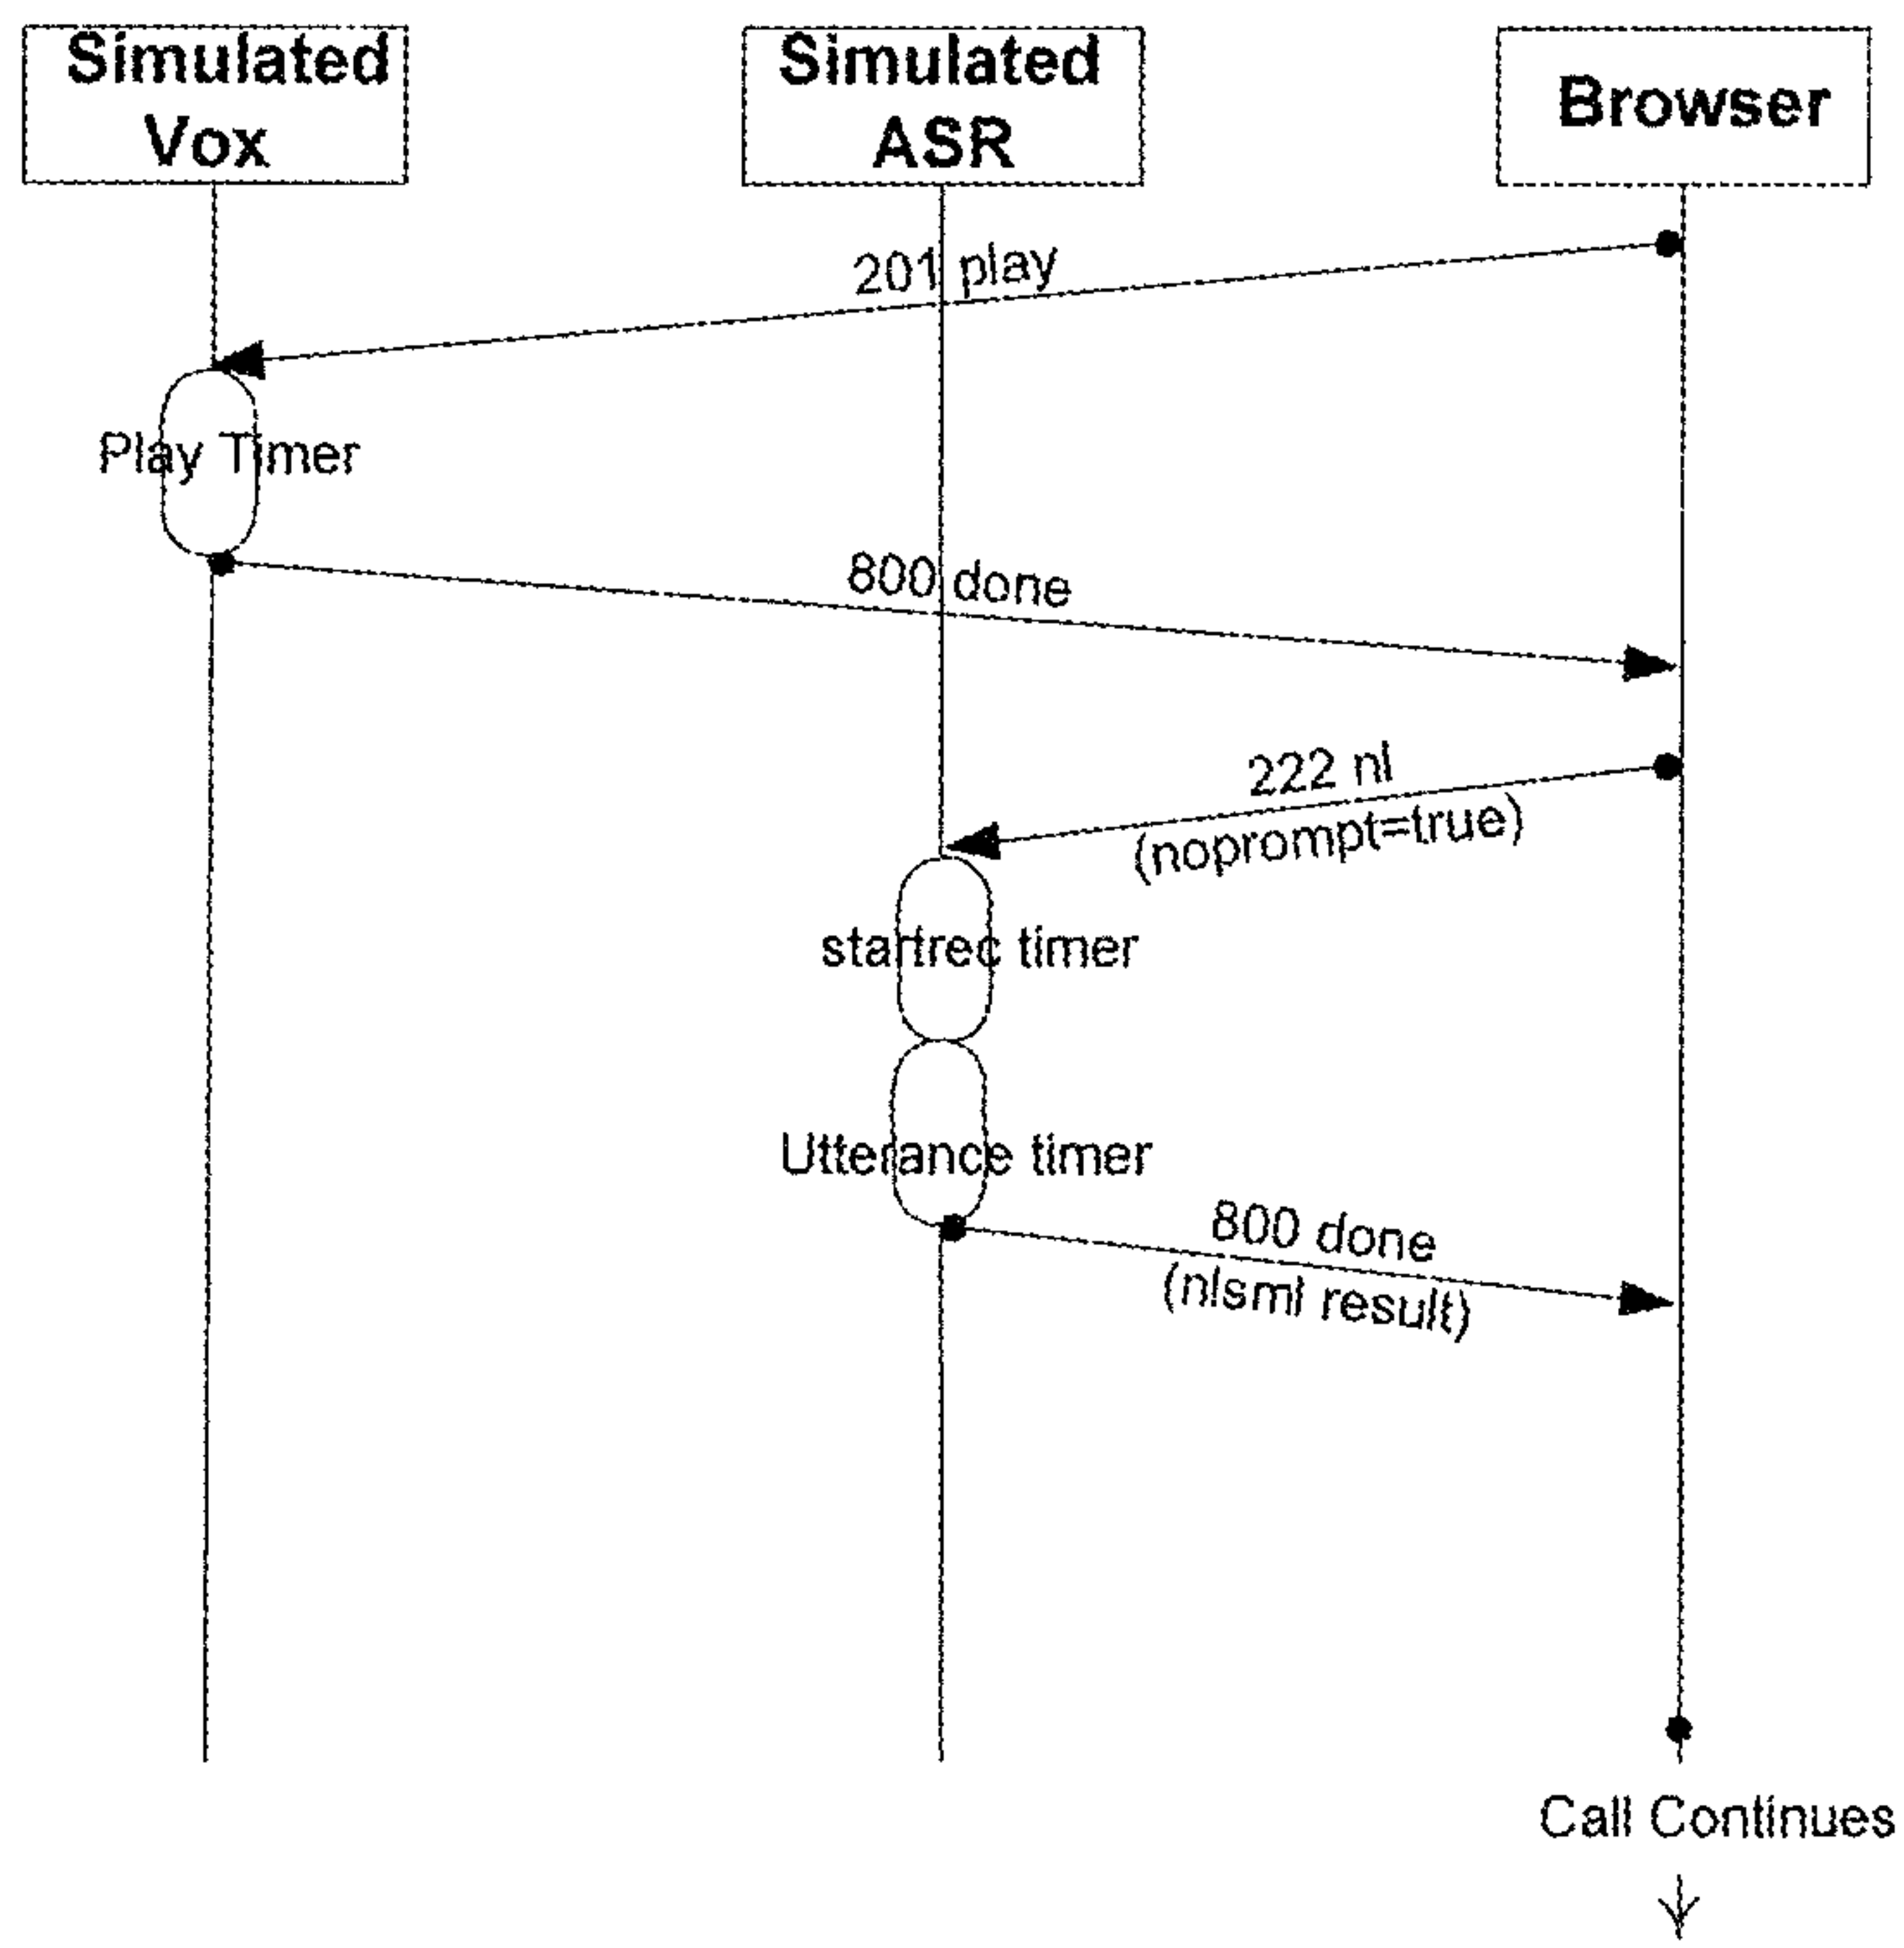 Simulated
Vox
Simulated
ASR
Browser
201 play
Play Timer
800 done
222 nl
(noprompt=true)
startrec timer
Utterance timer
800 done
(nlsml result)
Call Continues